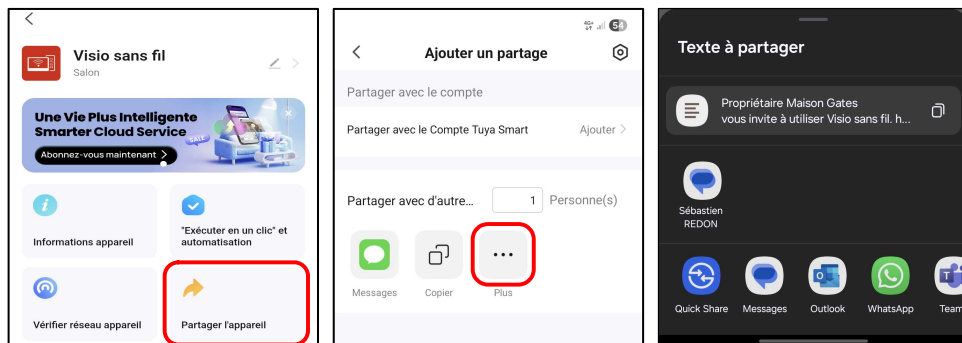 Visio sans fil
Salon
Une Vie Plus Intelligente
Smarter Cloud Service
SALE
Abonnez-vous maintenant >
Informations appareil
"Exécuter en un clic" et
automatisation
Vérifier réseau appareil
Partager l'appareil
4G+
54
Ajouter un partage
Partager avec le compte
Partager avec le Compte Tuya Smart
Ajouter >
Partager avec d'autre...
1
Personne(s)
Messages
Copier
Plus
Texte à partager
Propriétaire Maison Gates
vous invite à utiliser Visio sans fil. h...
Sébastien
REDON
Quick Share
Messages
Outlook
WhatsApp
Team